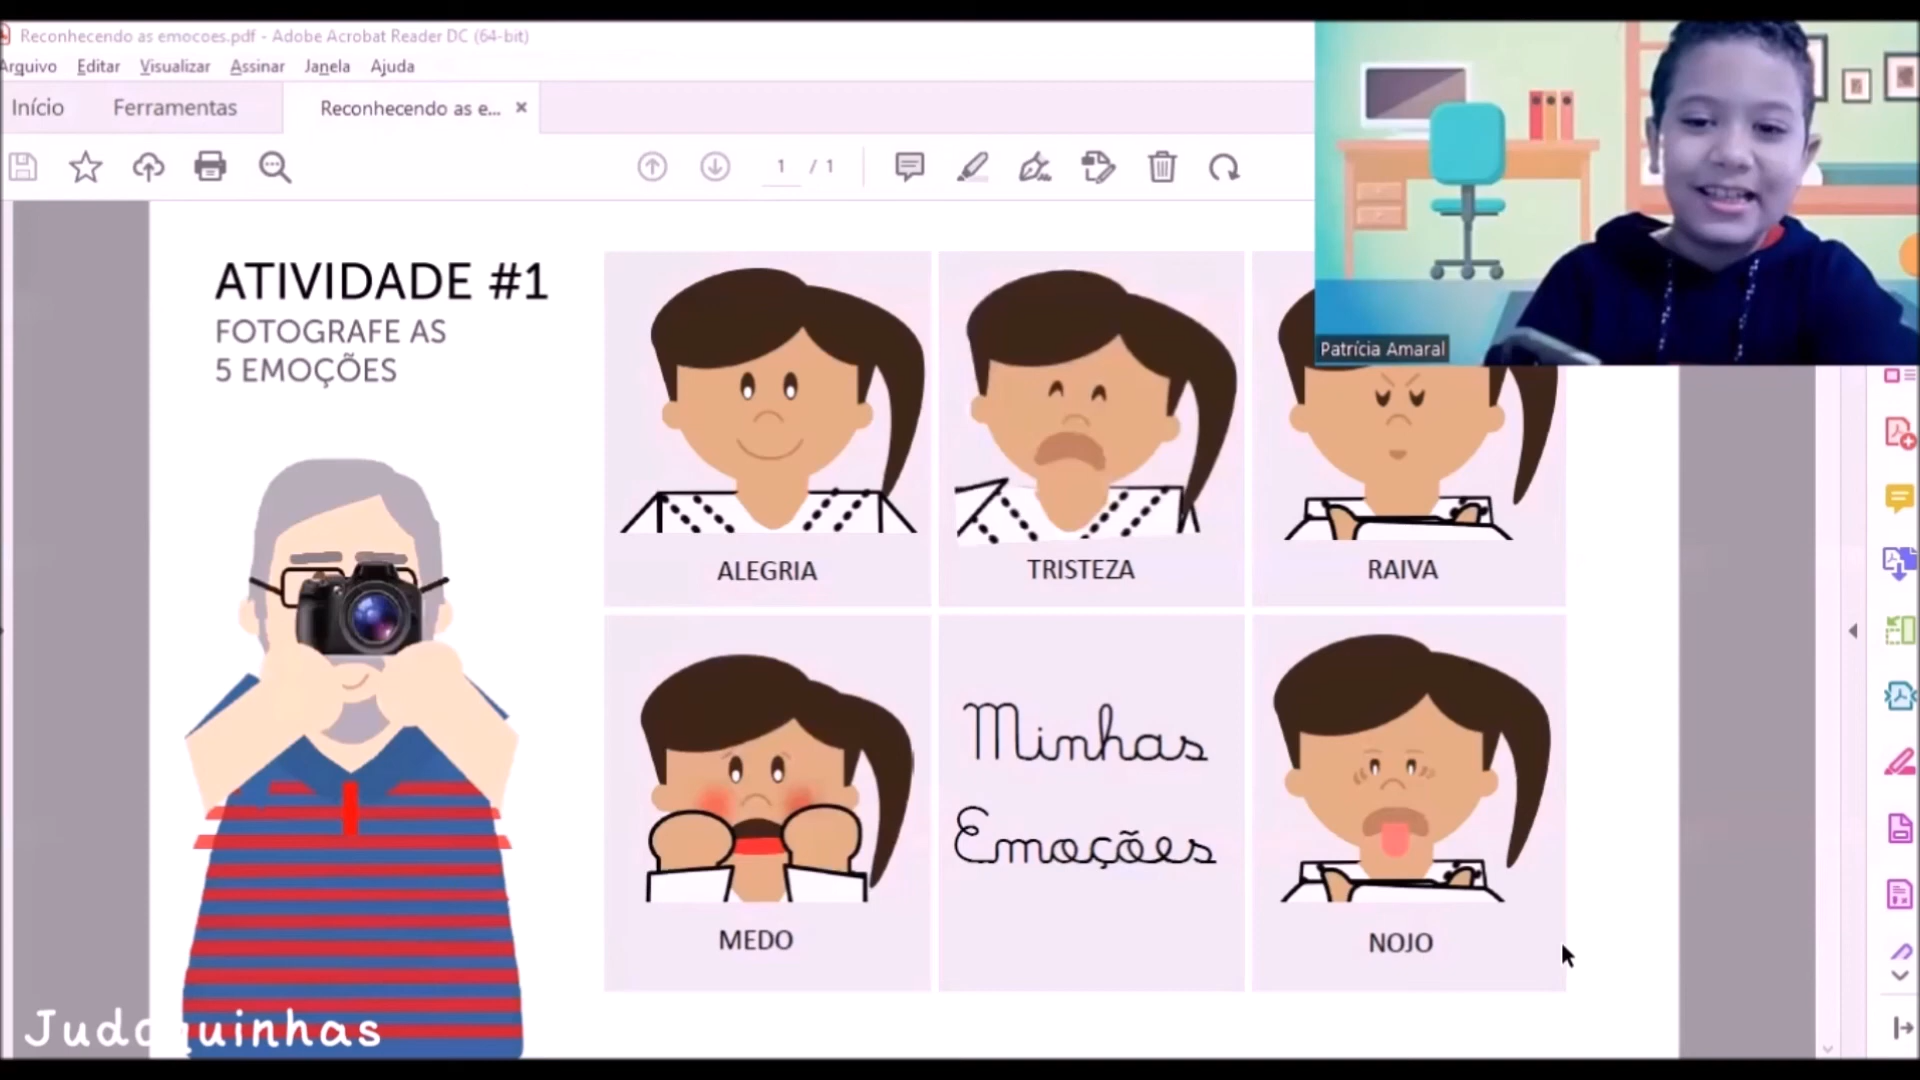 Reconhecendo as emocoes.pdf - Adobe Acrobat Reader DC (64-bit)
Arquivo Editar Visualizar Assinar Janela Ajuda
Início Ferramentas Reconhecendo as e... ×
1 / 1
Patrícia Amaral
ATIVIDADE #1
FOTOGRAFE AS
5 EMOÇÕES
ALEGRIA
TRISTEZA
RAIVA
MEDO
Minhas
Emoções
NOJO
Judoquinhas